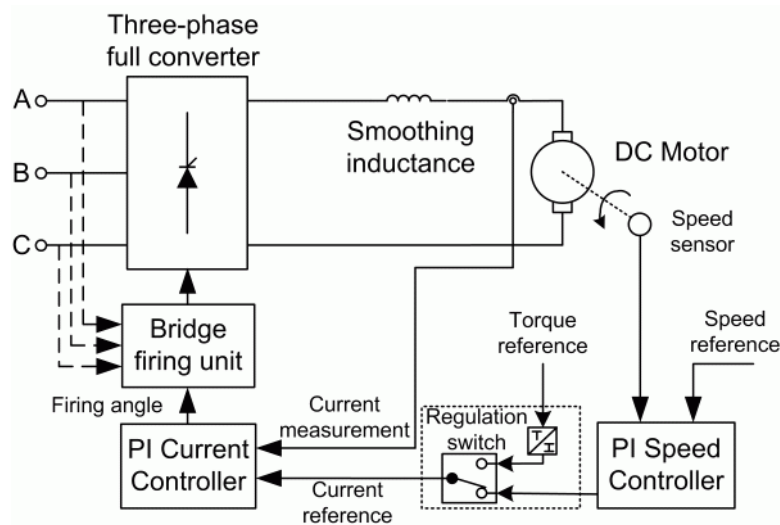 Three-phase
full converter
A
B
C
Smoothing
inductance
DC Motor
Speed
sensor
Bridge
firing unit
Torque
reference
Speed
reference
Firing angle
Current
measurement
Regulation
switch
T
I
PI Current
Controller
PI Speed
Controller
Current
reference